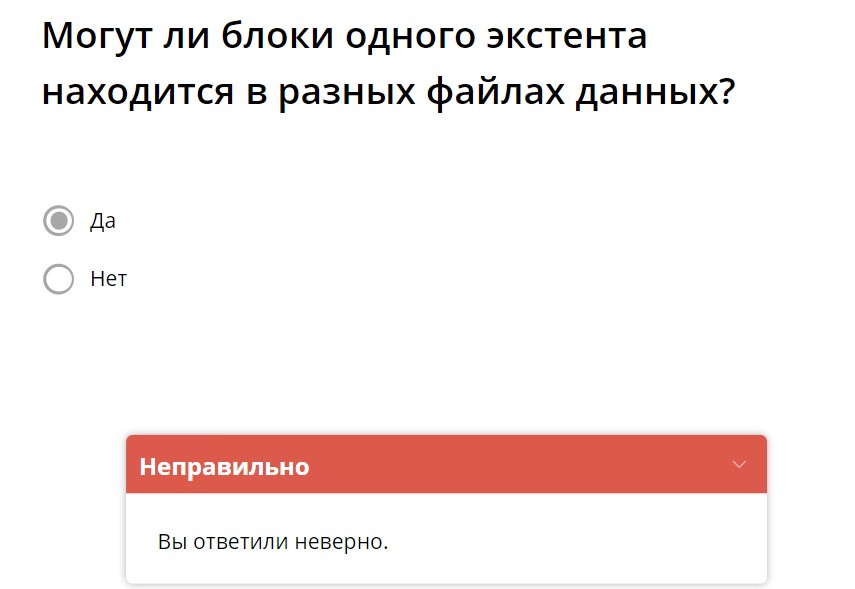 Могут ли блоки одного экстента
находится в разных файлах данных?
Да
Нет
Неправильно
Вы ответили неверно.